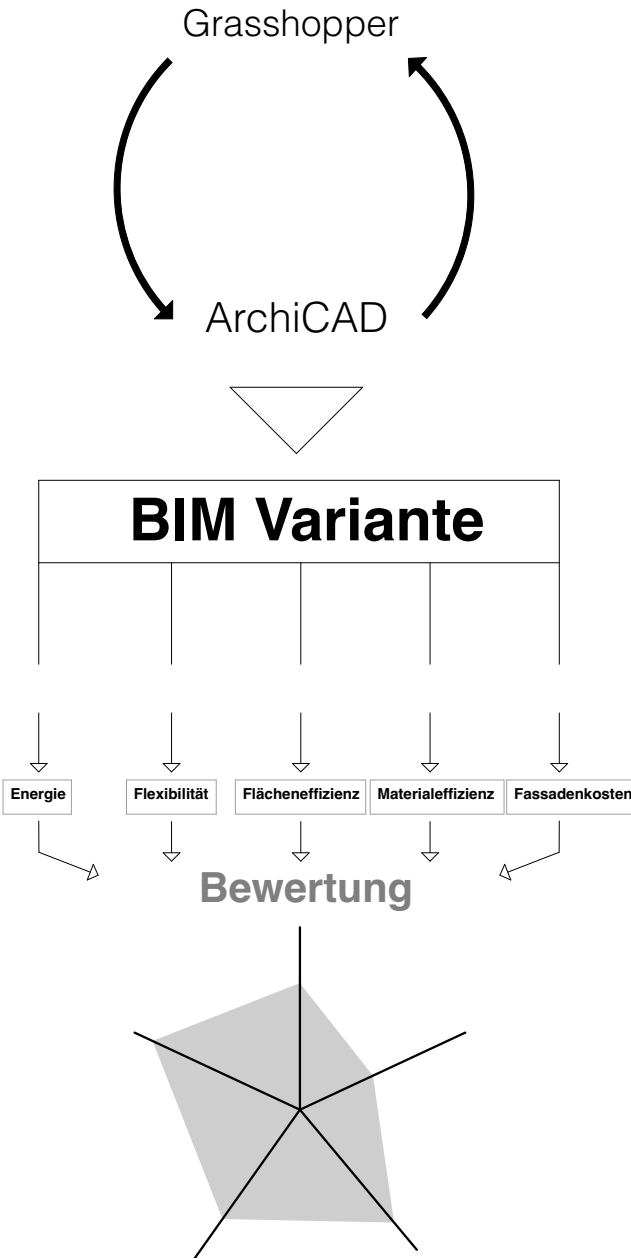 Grasshopper
ArchiCAD
BIM Variante
Energie Flexibilität Flächeneffizienz Materialeffizienz Fassadenkosten
Bewertung